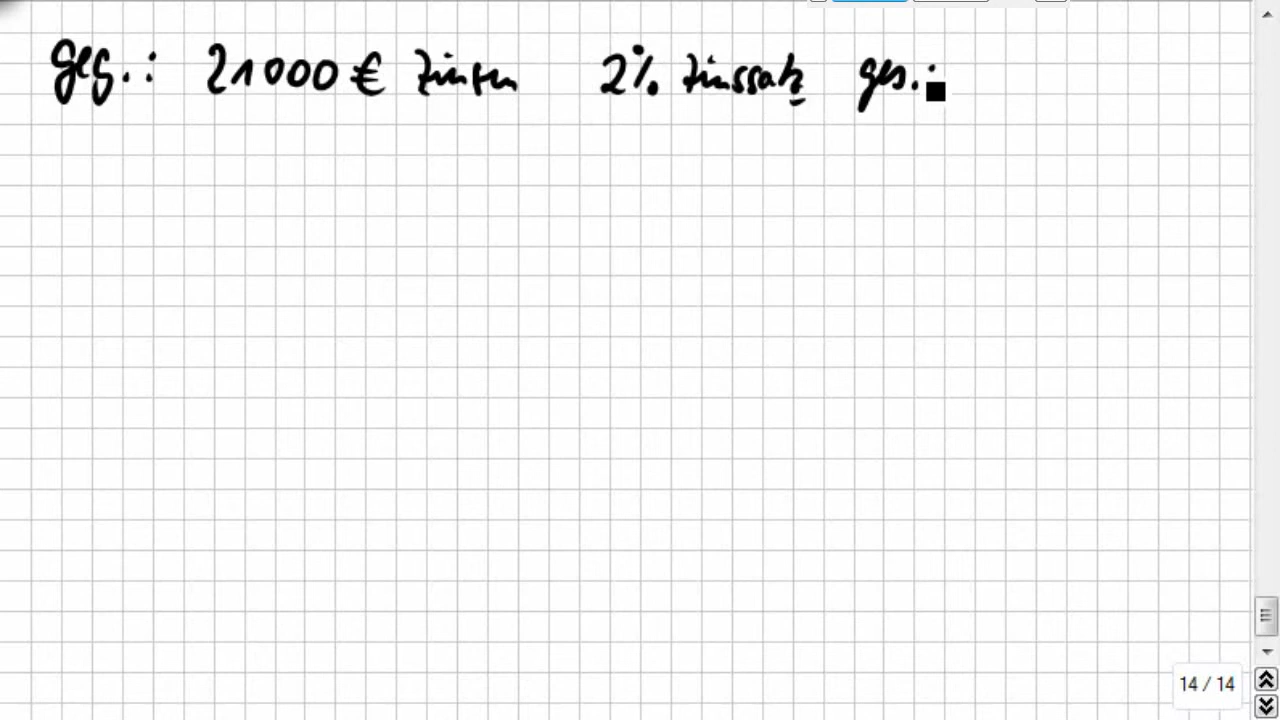 geg.: 21000 € Zinsen 2% Zinssatz ges.:
14 / 14